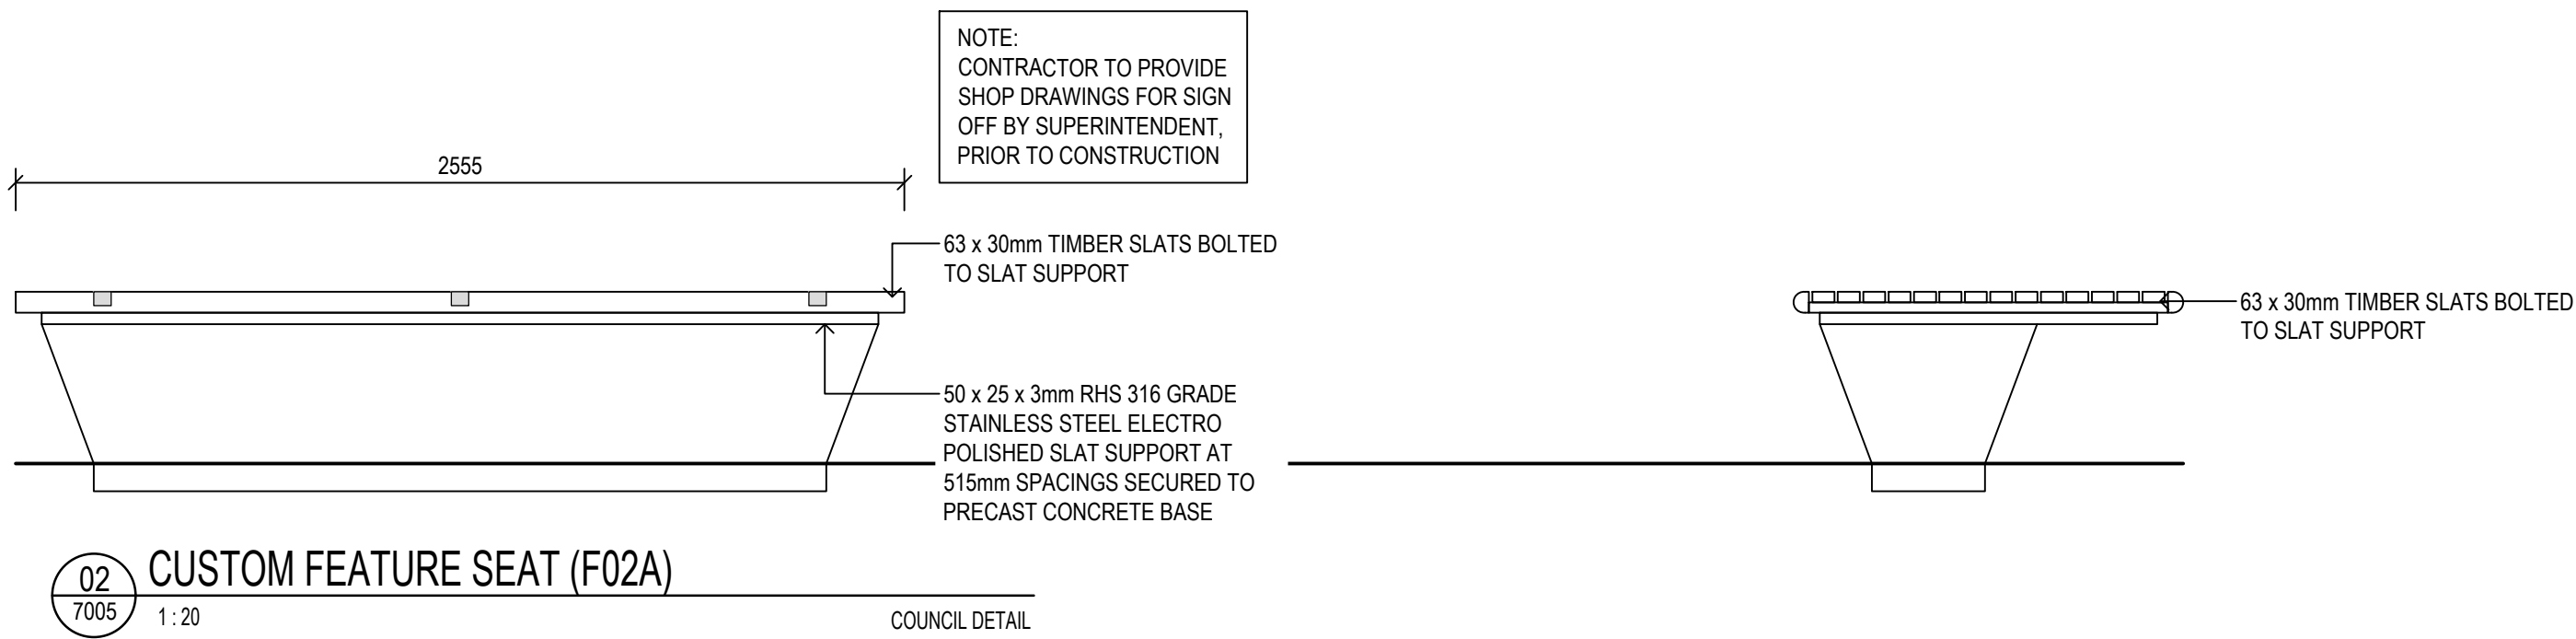 NOTE:
CONTRACTOR TO PROVIDE
SHOP DRAWINGS FOR SIGN
OFF BY SUPERINTENDENT,
PRIOR TO CONSTRUCTION
2555
63 x 30mm TIMBER SLATS BOLTED
TO SLAT SUPPORT
63 x 30mm TIMBER SLATS BOLTED
TO SLAT SUPPORT
50 x 25 x 3mm RHS 316 GRADE
STAINLESS STEEL ELECTRO
POLISHED SLAT SUPPORT AT
515mm SPACINGS SECURED TO
PRECAST CONCRETE BASE
02
7005
CUSTOM FEATURE SEAT (F02A)
1 : 20
COUNCIL DETAIL